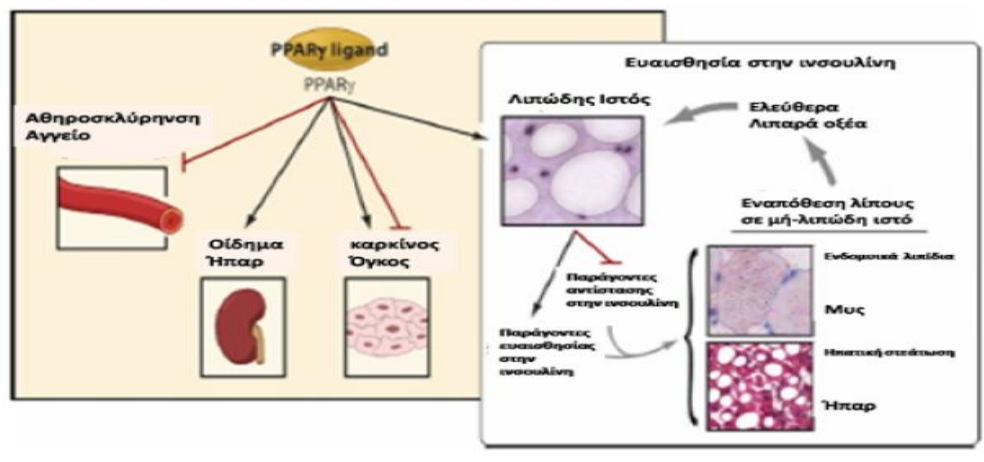 PPARγ ligand
PPARγ
Αθηροσκλύρηνση
Αγγείο
Οίδημα
Ήπαρ
καρκίνος
Όγκος
Ευαισθησία στην ινσουλίνη
Λιπώδης Ιστός
Ελεύθερα
Λιπαρά οξέα
Εναπόθεση λίπους
σε μή-λιπώδη ιστό
Παράγοντες
αντίστασης
στην ινσουλίνη
Παράγοντες
ευαισθησίας
στην
ινσουλίνη
Ενδομυικά λιπίδια
Μυς
Ηπατική στεάτωση
Ήπαρ